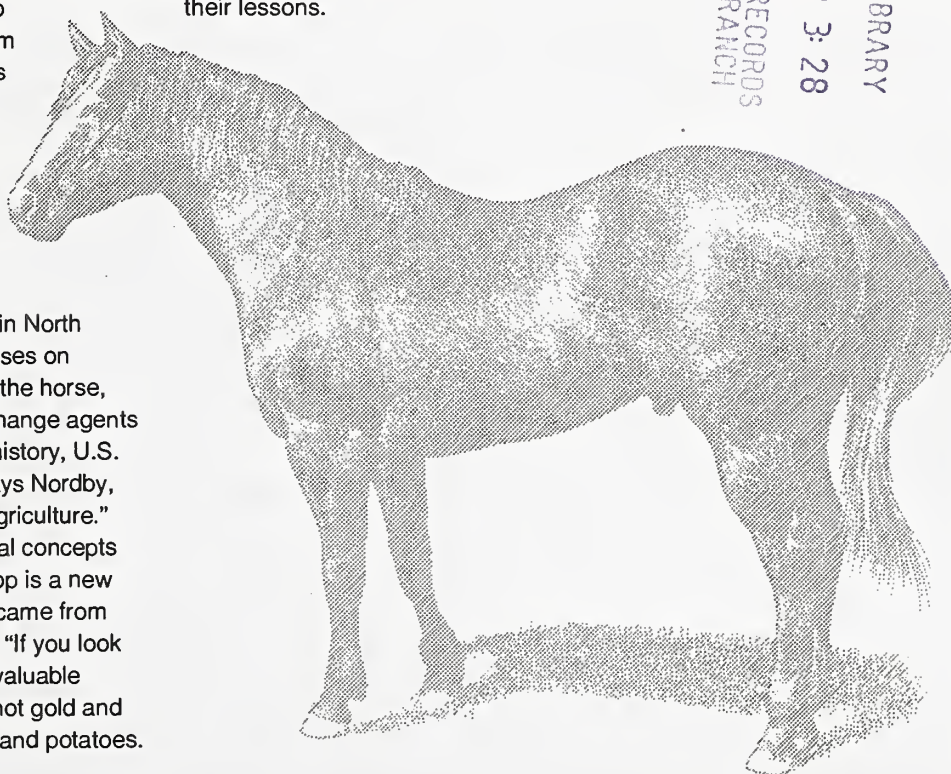 their lessons.
m
s
in North
ses on
the horse,
hange agents
history, U.S.
ys Nordby,
griculture.”
al concepts
op is a new
came from
“If you look
valuable
not gold and
and potatoes.
BRARY
3:28
RECORDS
RANCH